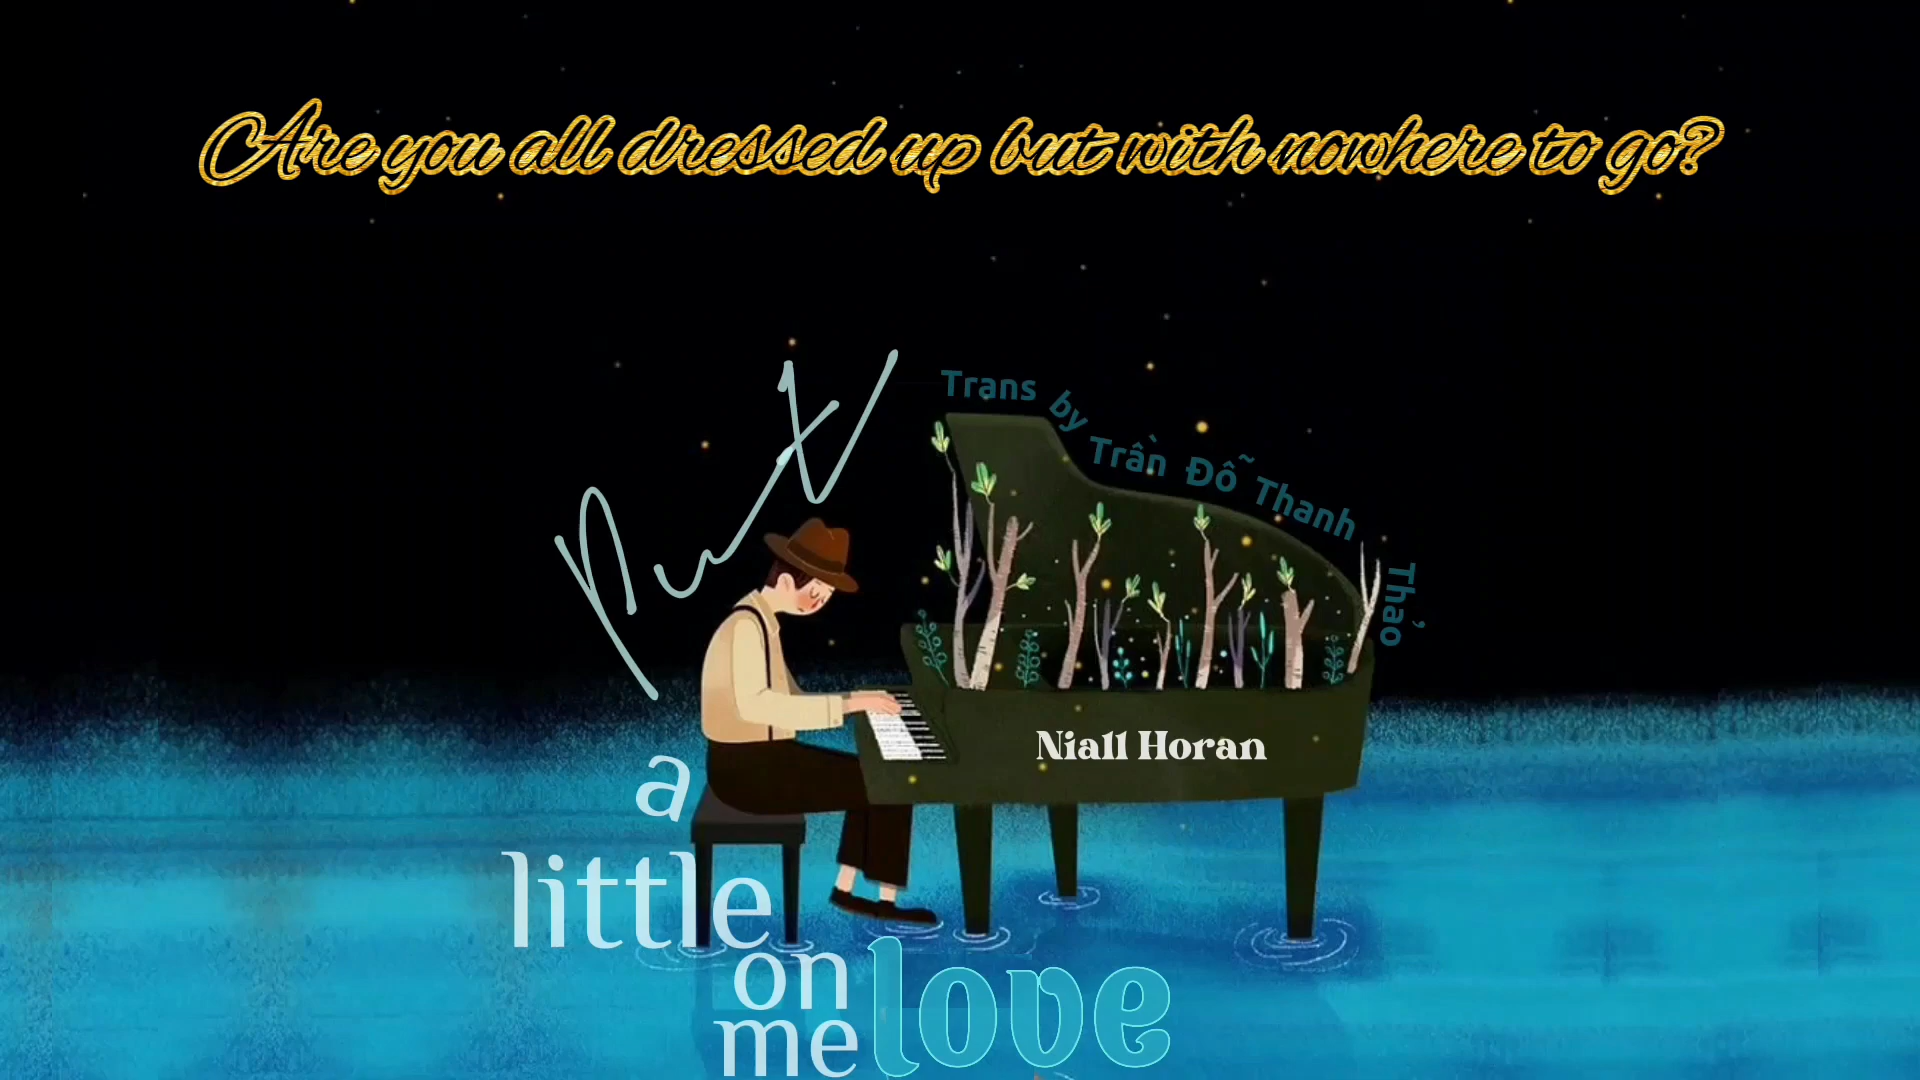 Are you all dressed up but with nowhere to go?
Put
Trans by Trần Đỗ Thanh Thảo
Niall Horan
a
little
on
me love